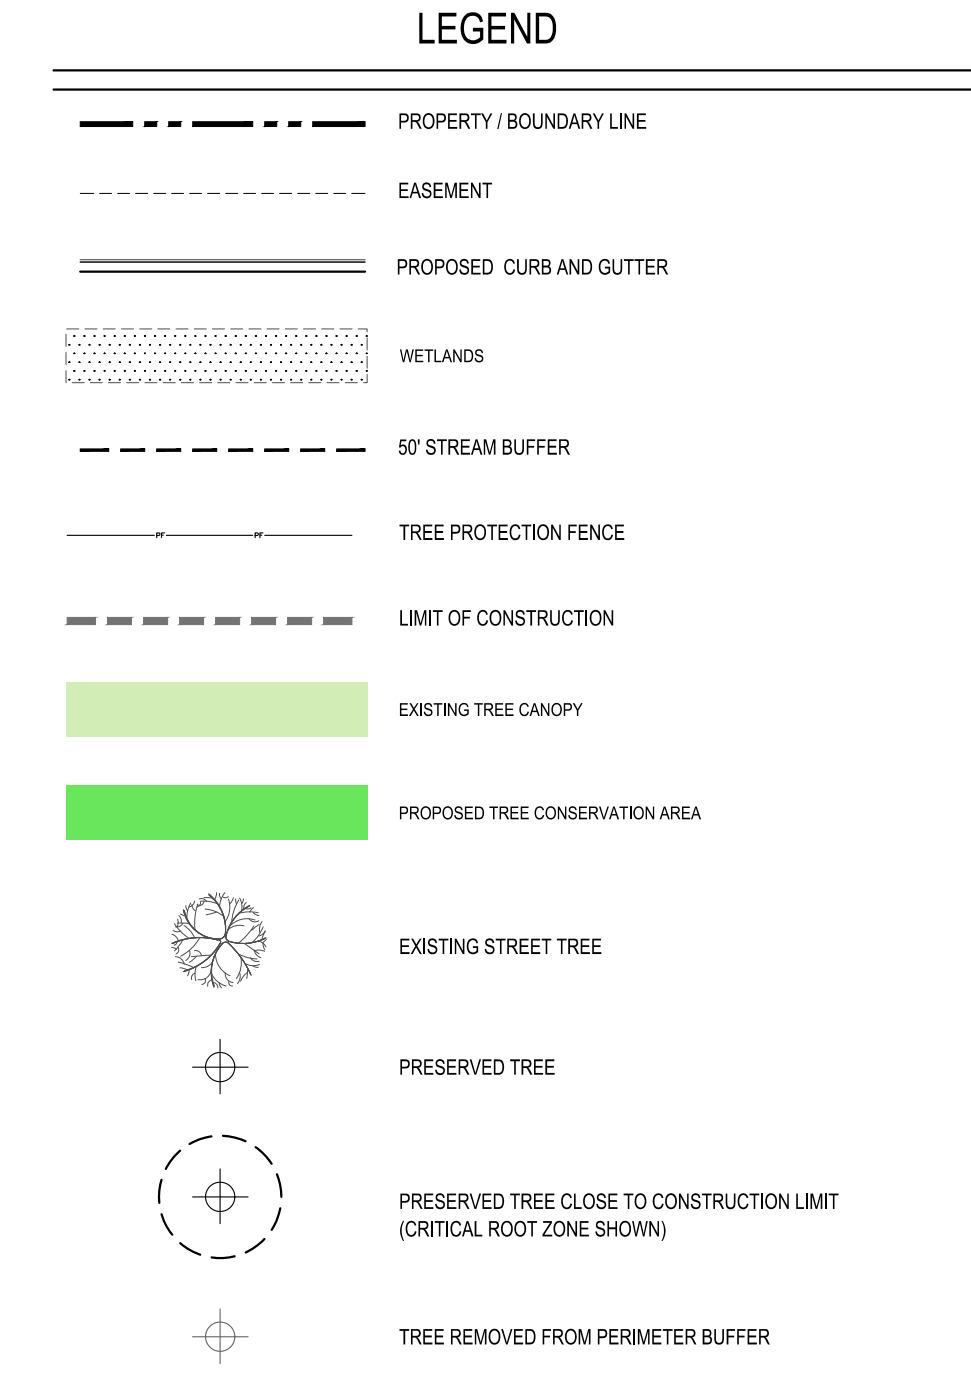 LEGEND
PROPERTY / BOUNDARY LINE
EASEMENT
PROPOSED CURB AND GUTTER
WETLANDS
50' STREAM BUFFER
PF PF
TREE PROTECTION FENCE
LIMIT OF CONSTRUCTION
EXISTING TREE CANOPY
PROPOSED TREE CONSERVATION AREA
EXISTING STREET TREE
PRESERVED TREE
PRESERVED TREE CLOSE TO CONSTRUCTION LIMIT
(CRITICAL ROOT ZONE SHOWN)
TREE REMOVED FROM PERIMETER BUFFER